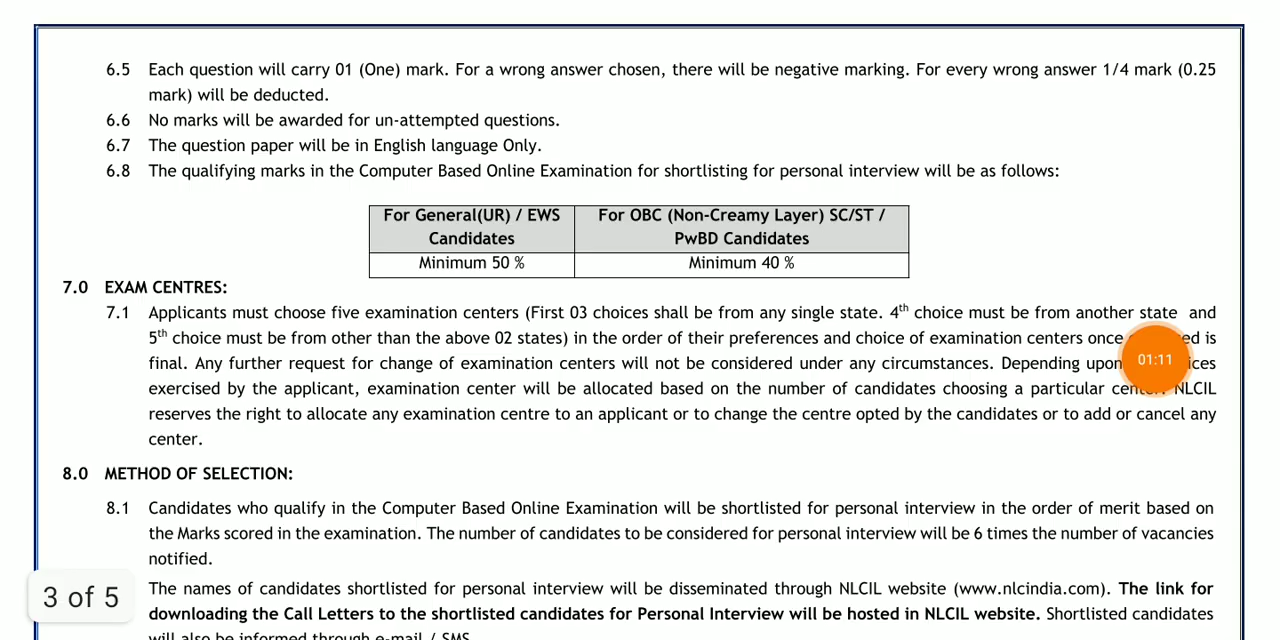 6.5 Each question will carry 01 (One) mark. For a wrong answer chosen, there will be negative marking. For every wrong answer 1/4 mark (0.25
mark) will be deducted.
6.6 No marks will be awarded for un-attempted questions.
6.7 The question paper will be in English language Only.
6.8 The qualifying marks in the Computer Based Online Examination for shortlisting for personal interview will be as follows:
For General(UR) / EWS Candidates
For OBC (Non-Creamy Layer) SC/ST / PwBD Candidates
Minimum 50 %
Minimum 40 %
7.0 EXAM CENTRES:
7.1 Applicants must choose five examination centers (First 03 choices shall be from any single state. 4th choice must be from another state and
5th choice must be from other than the above 02 states) in the order of their preferences and choice of examination centers once is
final. Any further request for change of examination centers will not be considered under any circumstances. Depending upon
01:11
exercised by the applicant, examination center will be allocated based on the number of candidates choosing a particular NLCIL
reserves the right to allocate any examination centre to an applicant or to change the centre opted by the candidates or to add or cancel any
center.
8.0 METHOD OF SELECTION:
8.1 Candidates who qualify in the Computer Based Online Examination will be shortlisted for personal interview in the order of merit based on
the Marks scored in the examination. The number of candidates to be considered for personal interview will be 6 times the number of vacancies
notified.
The names of candidates shortlisted for personal interview will be disseminated through NLCIL website (www.nlcindia.com). The link for
3 of 5
downloading the Call Letters to the shortlisted candidates for Personal Interview will be hosted in NLCIL website. Shortlisted candidates
will also be informed through e-mail / SMS